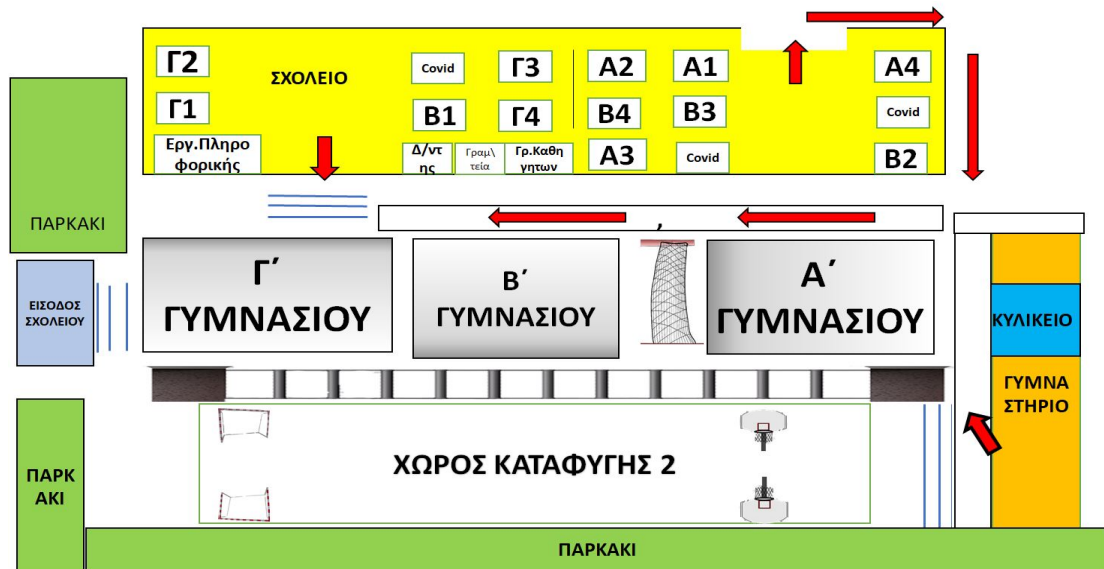 Γ2
ΣΧΟΛΕΙΟ
Covid
Γ3
Α2
Α1
Α4
Γ1
Β1
Γ4
Β4
Β3
Covid
Εργ.Πληρο
φορικής
Δ/ντ
ης
Γραμ\
τεία
Γρ.Καθη
γητων
Α3
Covid
Β2
ΠΑΡΚΑΚΙ
,
ΕΙΣΟΔΟΣ
ΣΧΟΛΕΙΟΥ
Γ΄
ΓΥΜΝΑΣΙΟΥ
Β΄
ΓΥΜΝΑΣΙΟΥ
Α΄
ΓΥΜΝΑΣΙΟΥ
ΚΥΛΙΚΕΙΟ
ΓΥΜΝΑ
ΣΤΗΡΙΟ
ΠΑΡΚ
ΑΚΙ
ΧΩΡΟΣ ΚΑΤΑΦΥΓΗΣ 2
ΠΑΡΚΑΚΙ